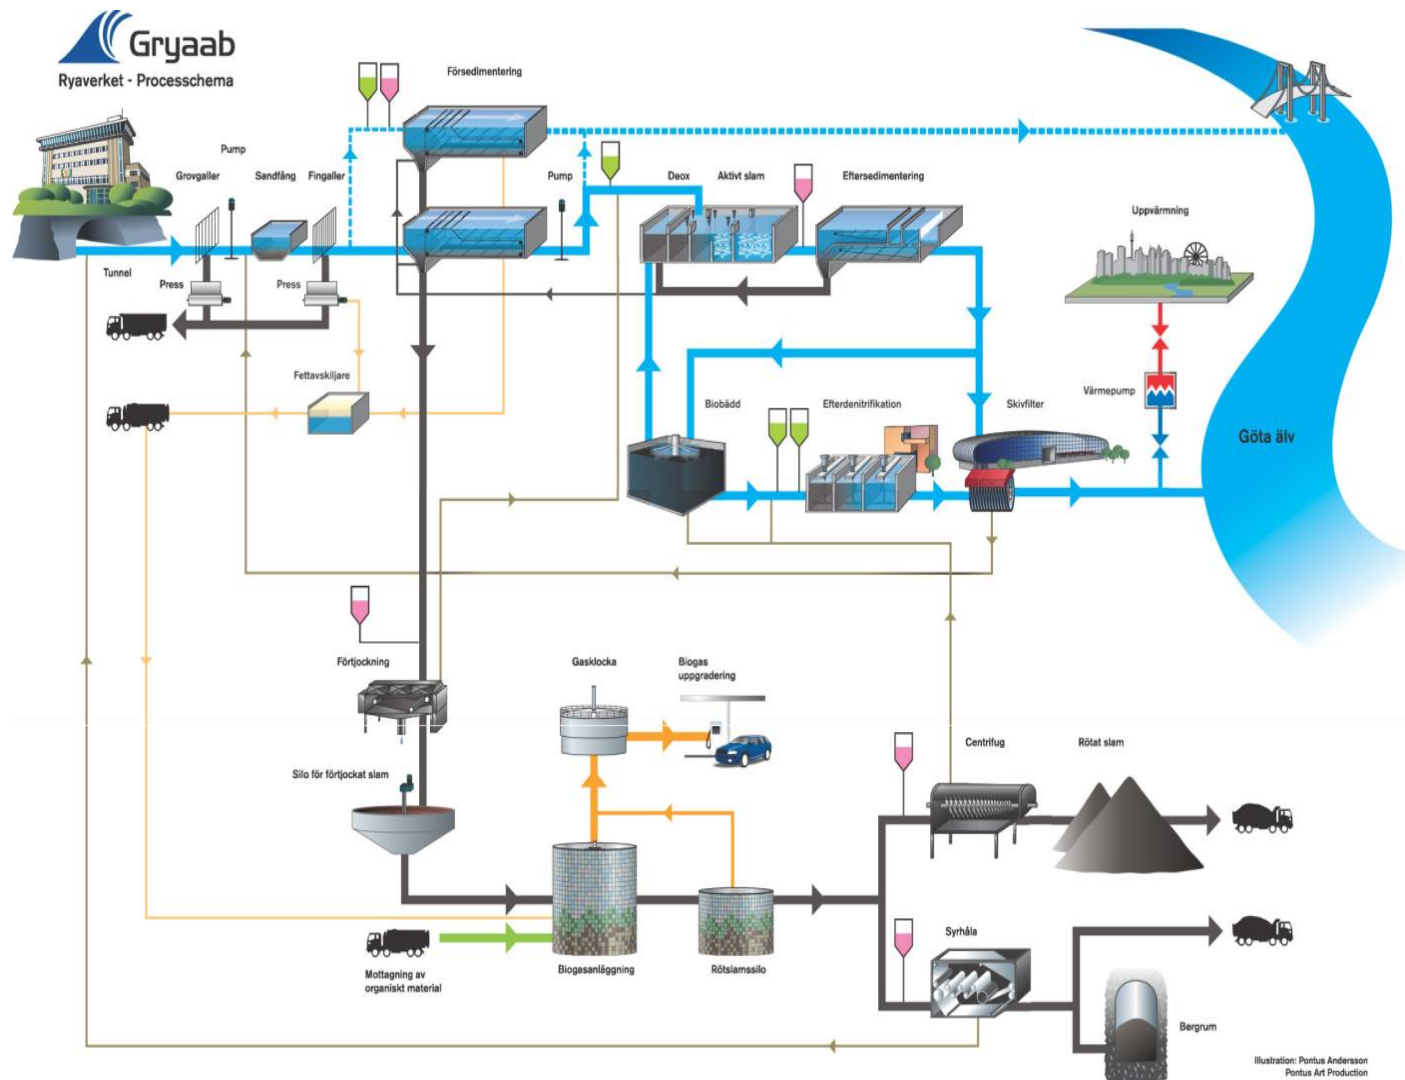 Gryaab
Ryaverket - Processchema
Försedimentering
Pump
Grovgaller
Sandfång
Fingaller
Pump
Deox
Aktivt slam
Eftersedimentering
Uppvärmning
Tunnel
Press
Press
Fettavskiljare
Biobädd
Efterdenitrifikation
Skivfilter
Värmepump
Göta älv
Förtjockning
Gasklocka
Biogas
uppgradering
Silo för förtjockat slam
Centrifug
Rötat slam
Syrhåla
Mottagning av
organiskt material
Biogasanläggning
Rötslamssilo
Bergrum
Illustration: Pontus Andersson
Pontus Art Production